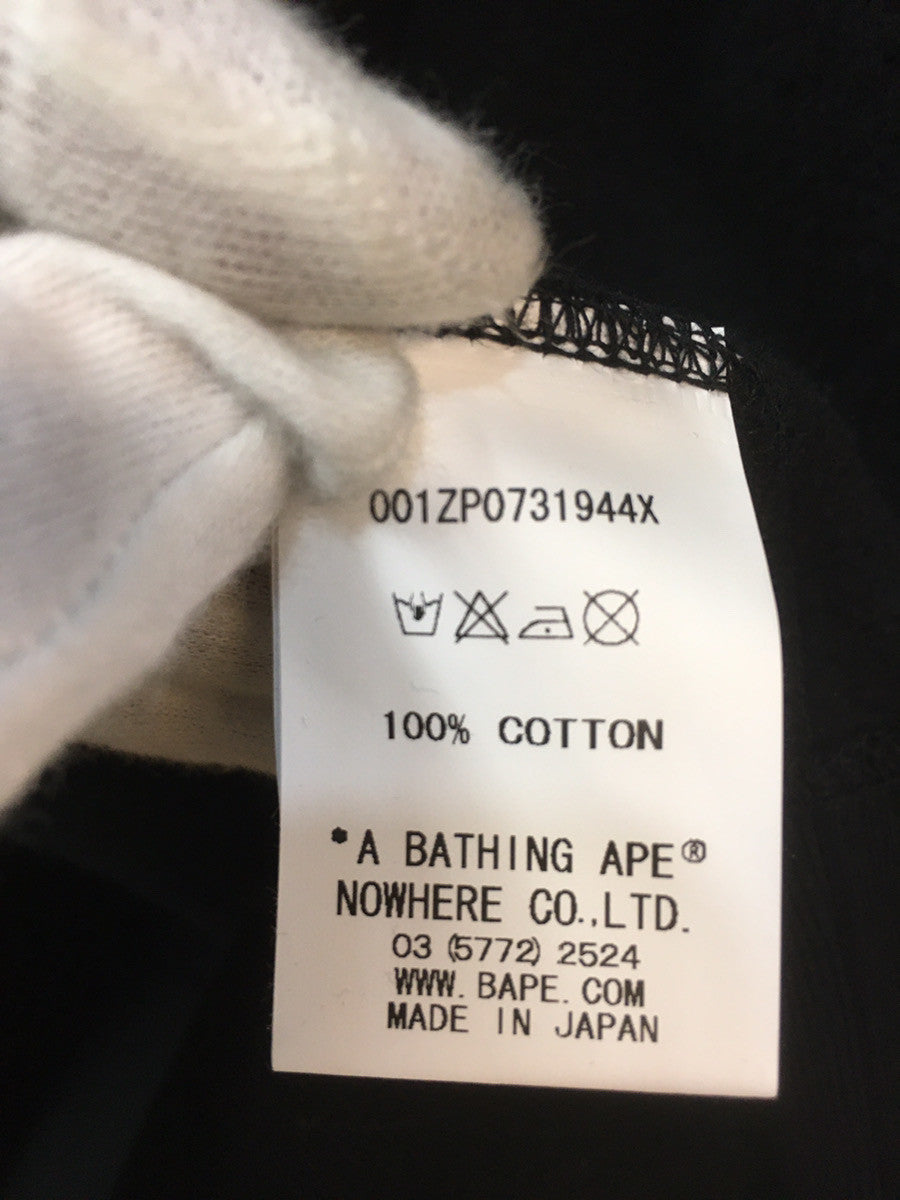 001ZP0731944X
100% COTTON
*A BATHING APE®
NOWHERE CO.,LTD.
03 (5772) 2524
WWW. BAPE. COM
MADE IN JAPAN